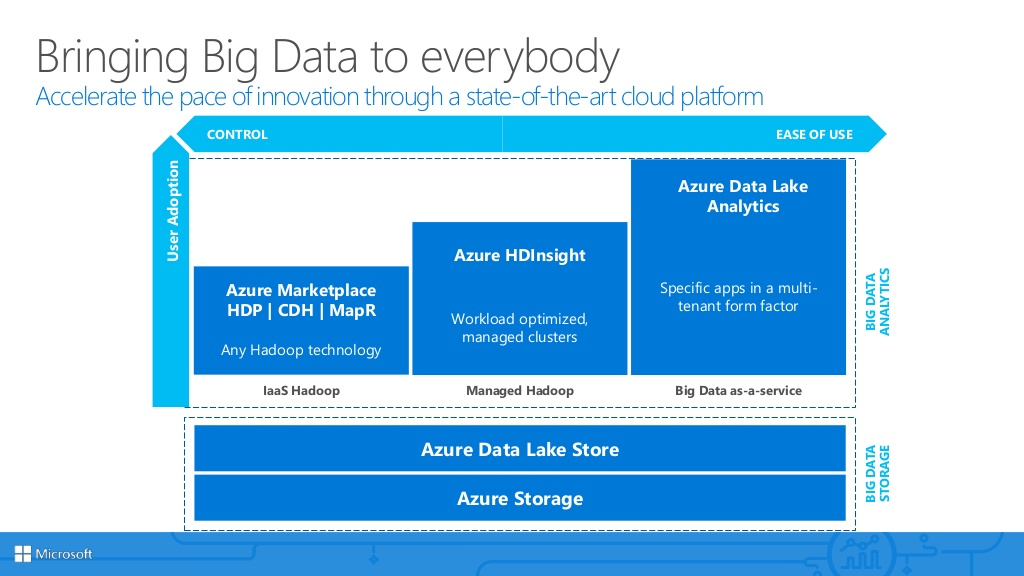 Bringing Big Data to everybody
Accelerate the pace of innovation through a state-of-the-art cloud platform
CONTROL
EASE OF USE
User Adoption
Azure Marketplace
HDP | CDH | MapR
Any Hadoop technology
IaaS Hadoop
Azure HDInsight
Workload optimized,
managed clusters
Managed Hadoop
Azure Data Lake
Analytics
Specific apps in a multi-
tenant form factor
Big Data as-a-service
BIG DATA
ANALYTICS
Azure Data Lake Store
Azure Storage
BIG DATA
STORAGE
Microsoft